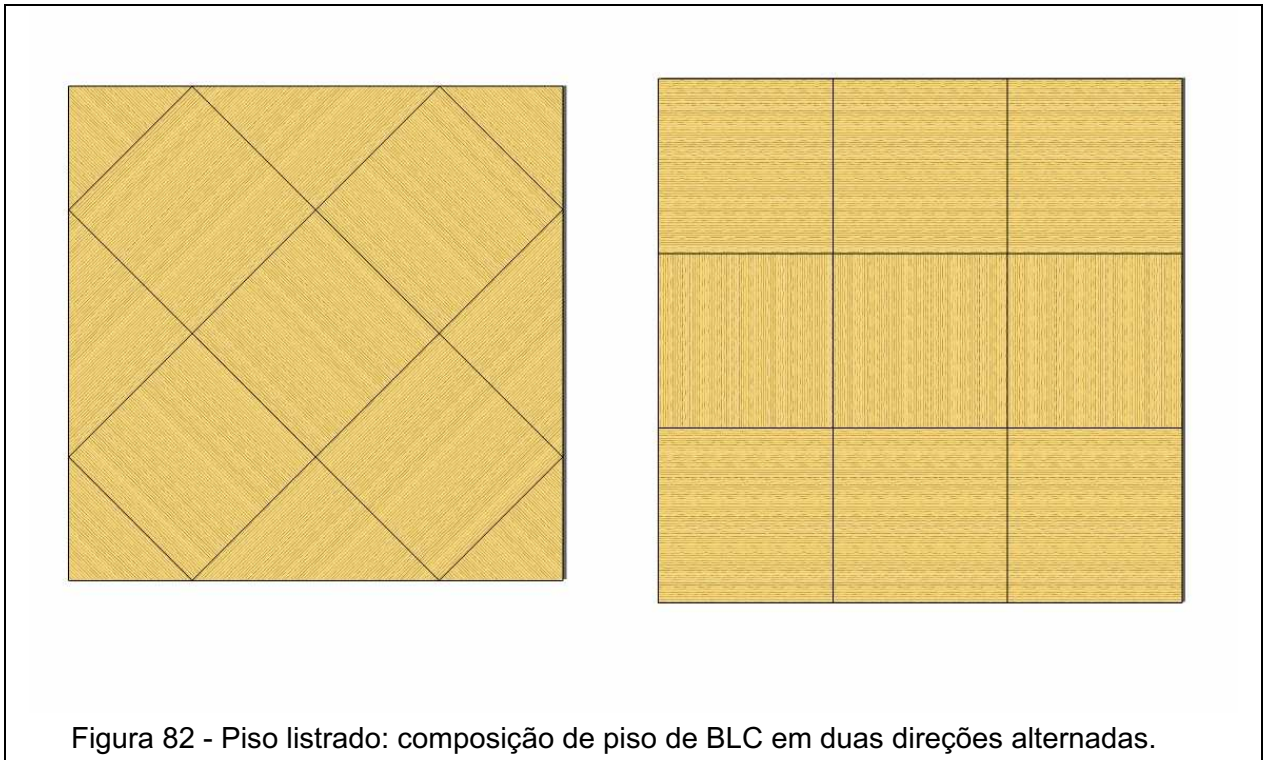 Figura 82 - Piso listrado: composição de piso de BLC em duas direções alternadas.